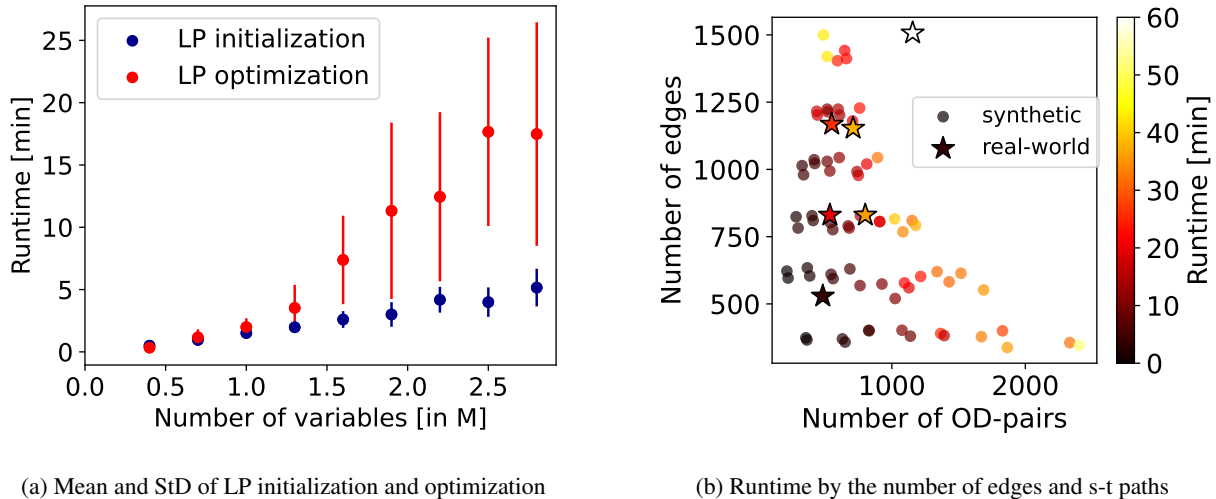 25
20
15
10
5
0
Runtime [min]
LP initialization
LP optimization
0.0 0.5 1.0 1.5 2.0 2.5
Number of variables [in M]
(a) Mean and StD of LP initialization and optimization
1500
1250
1000
750
500
Number of edges
synthetic
real-world
1000 2000
Number of OD-pairs
60
50
40
30
20
10
0
Runtime [min]
(b) Runtime by the number of edges and s-t paths